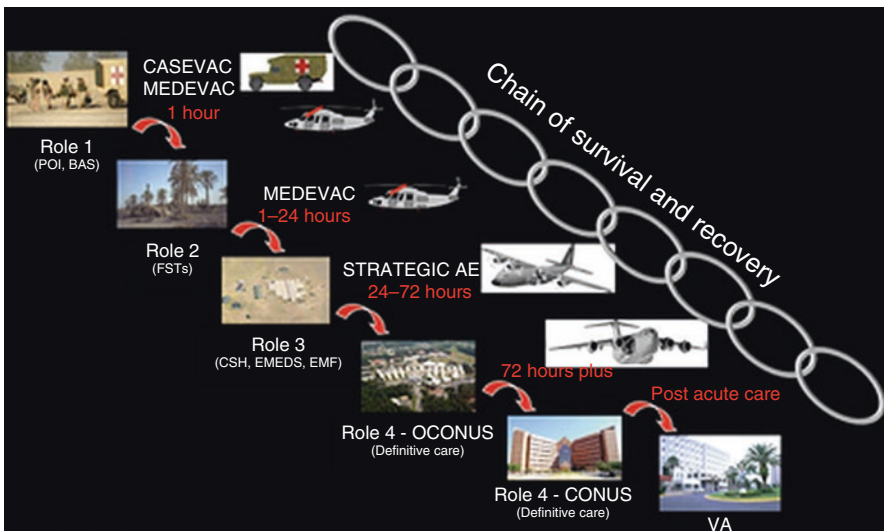 CASEVAC
MEDEVAC
1 hour
Role 1
(POI, BAS)
MEDEVAC
1–24 hours
Role 2
(FSTs)
STRATEGIC AE
24–72 hours
Role 3
(CSH, EMEDS, EMF)
72 hours plus
Role 4 - OCONUS
(Definitive care)
Post acute care
Role 4 - CONUS
(Definitive care)
VA
Chain of survival and recovery